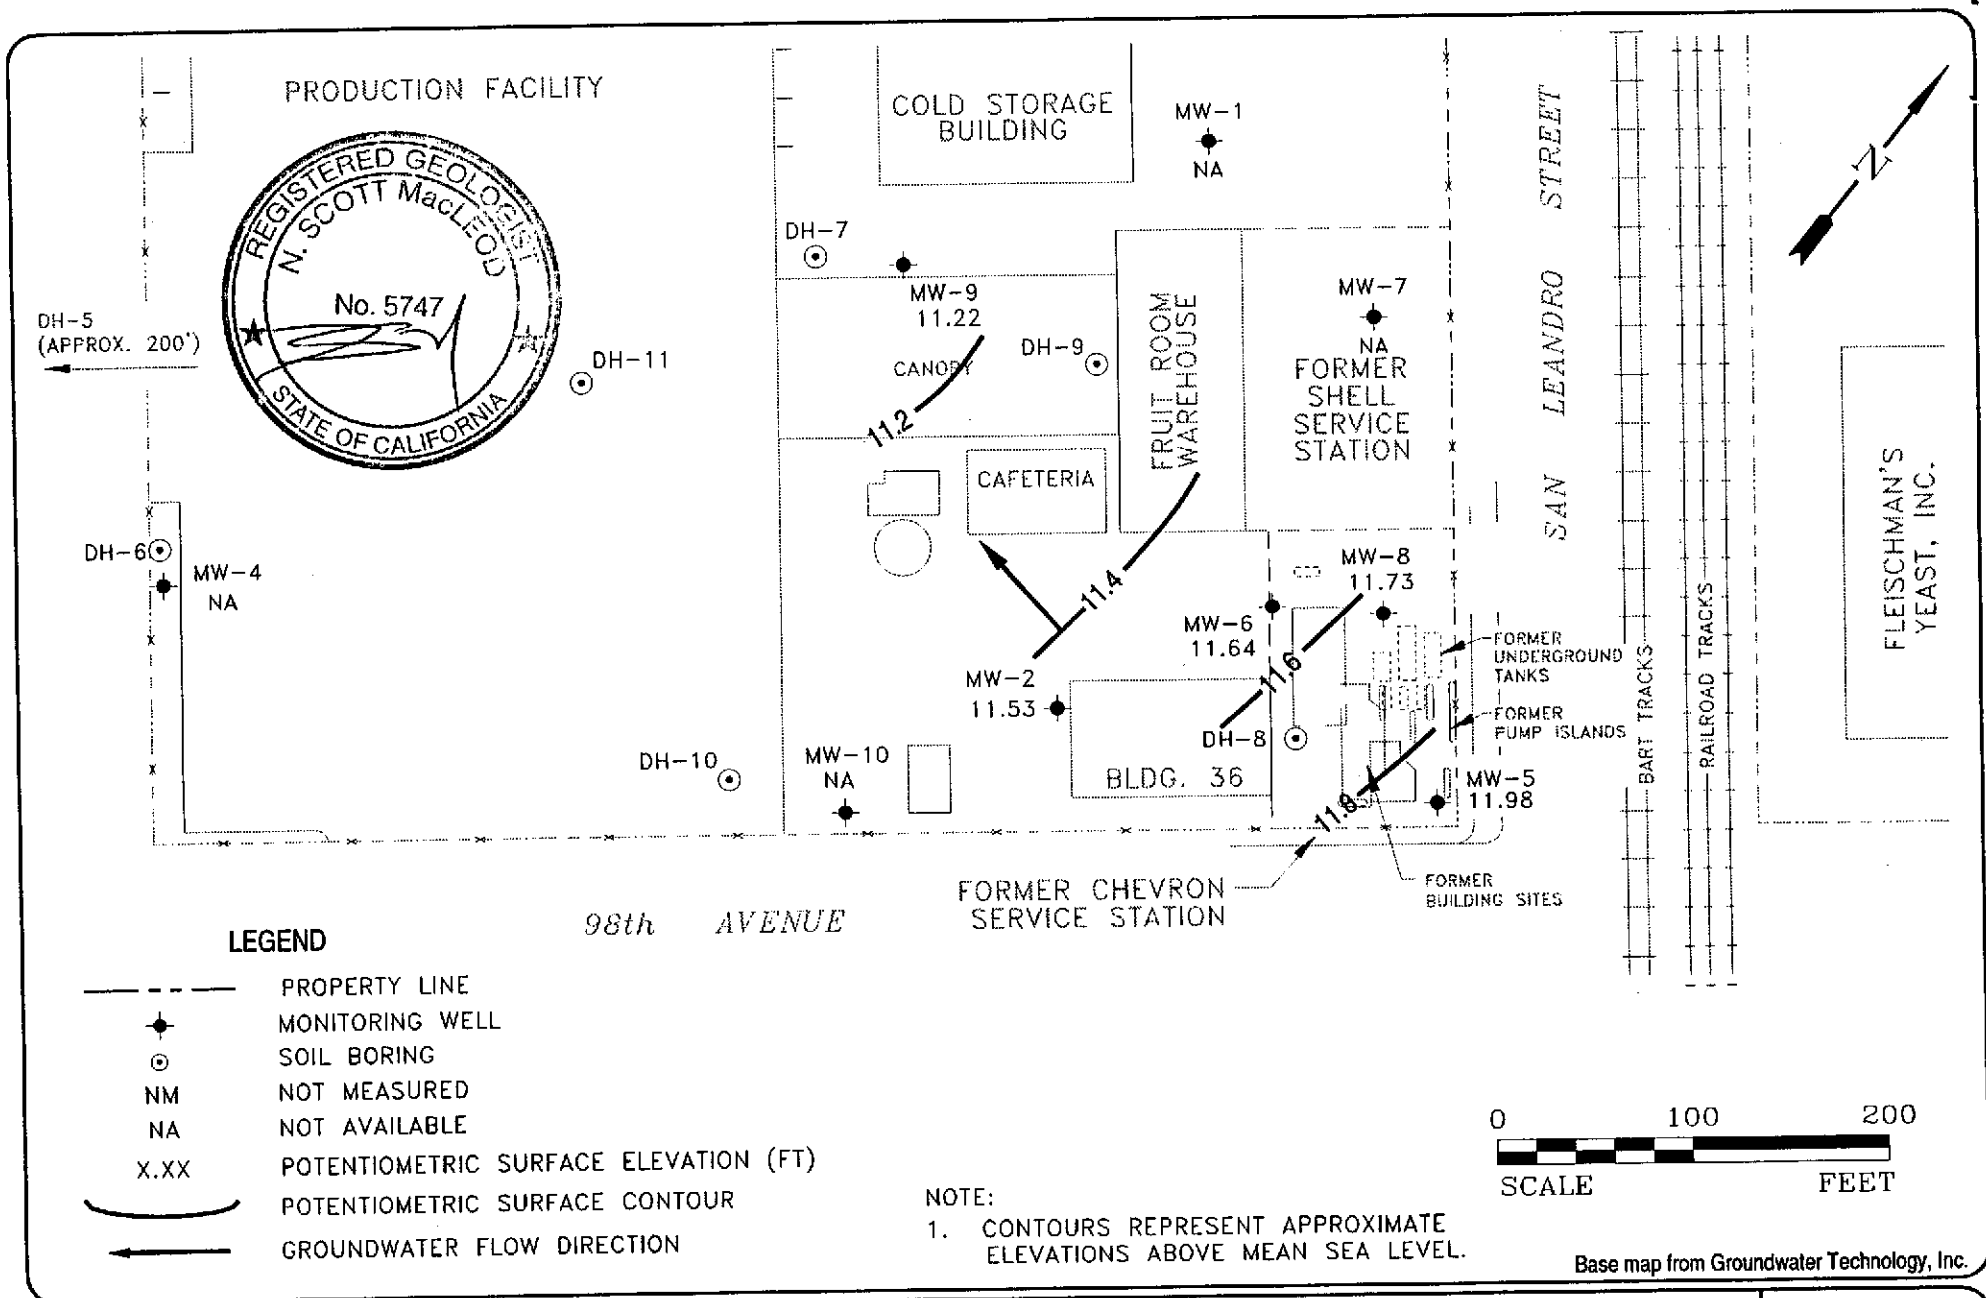 PRODUCTION FACILITY
COLD STORAGE
BUILDING
MW-1
NA
SAN LEANDRO STREET
N
REGISTERED GEOLOGIST
N. SCOTT MacLEOD
No. 5747
STATE OF CALIFORNIA
DH-5
(APPROX. 200')
DH-11
DH-7
MW-9
11.22
CANOPY
DH-9
11.2
FRUIT ROOM
WAREHOUSE
MW-7
NA
FORMER
SHELL
SERVICE
STATION
CAFETERIA
FLEISCHMAN'S
YEAST, INC.
DH-6
MW-4
NA
11.4
MW-8
11.73
MW-6
11.64
11.6
FORMER
UNDERGROUND
TANKS
MW-2
11.53
FORMER
PUMP ISLANDS
BART TRACKS
RAILROAD TRACKS
DH-8
DH-10
MW-10
NA
BLDG. 36
11.8
MW-5
11.98
FORMER CHEVRON
SERVICE STATION
FORMER
BUILDING SITES
98th AVENUE
LEGEND
PROPERTY LINE
MONITORING WELL
SOIL BORING
NM NOT MEASURED
NA NOT AVAILABLE
X.XX POTENTIOMETRIC SURFACE ELEVATION (FT)
POTENTIOMETRIC SURFACE CONTOUR
GROUNDWATER FLOW DIRECTION
NOTE:
1. CONTOURS REPRESENT APPROXIMATE
ELEVATIONS ABOVE MEAN SEA LEVEL.
0 100 200
SCALE FEET
Base map from Groundwater Technology, Inc.